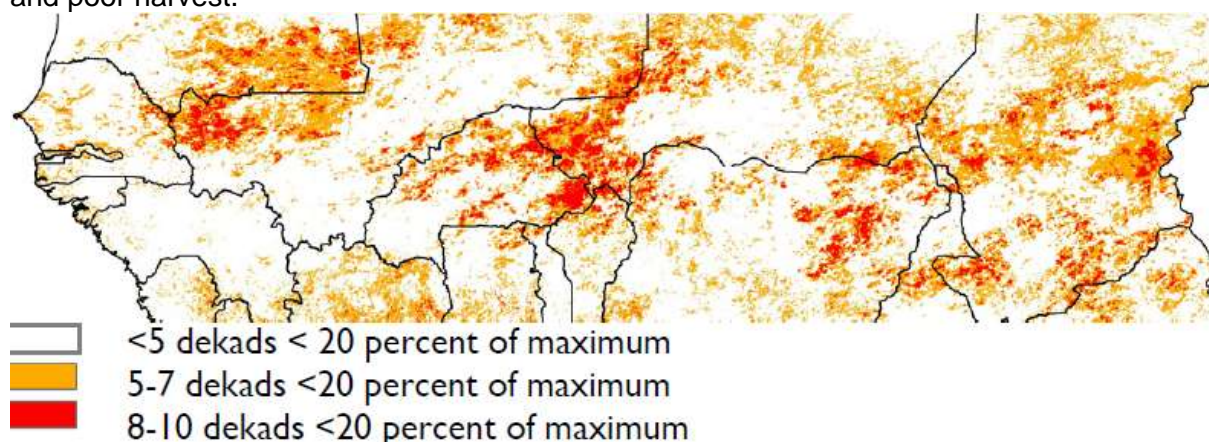 and poor harvest.
<5 dekads < 20 percent of maximum
5-7 dekads <20 percent of maximum
8-10 dekads <20 percent of maximum